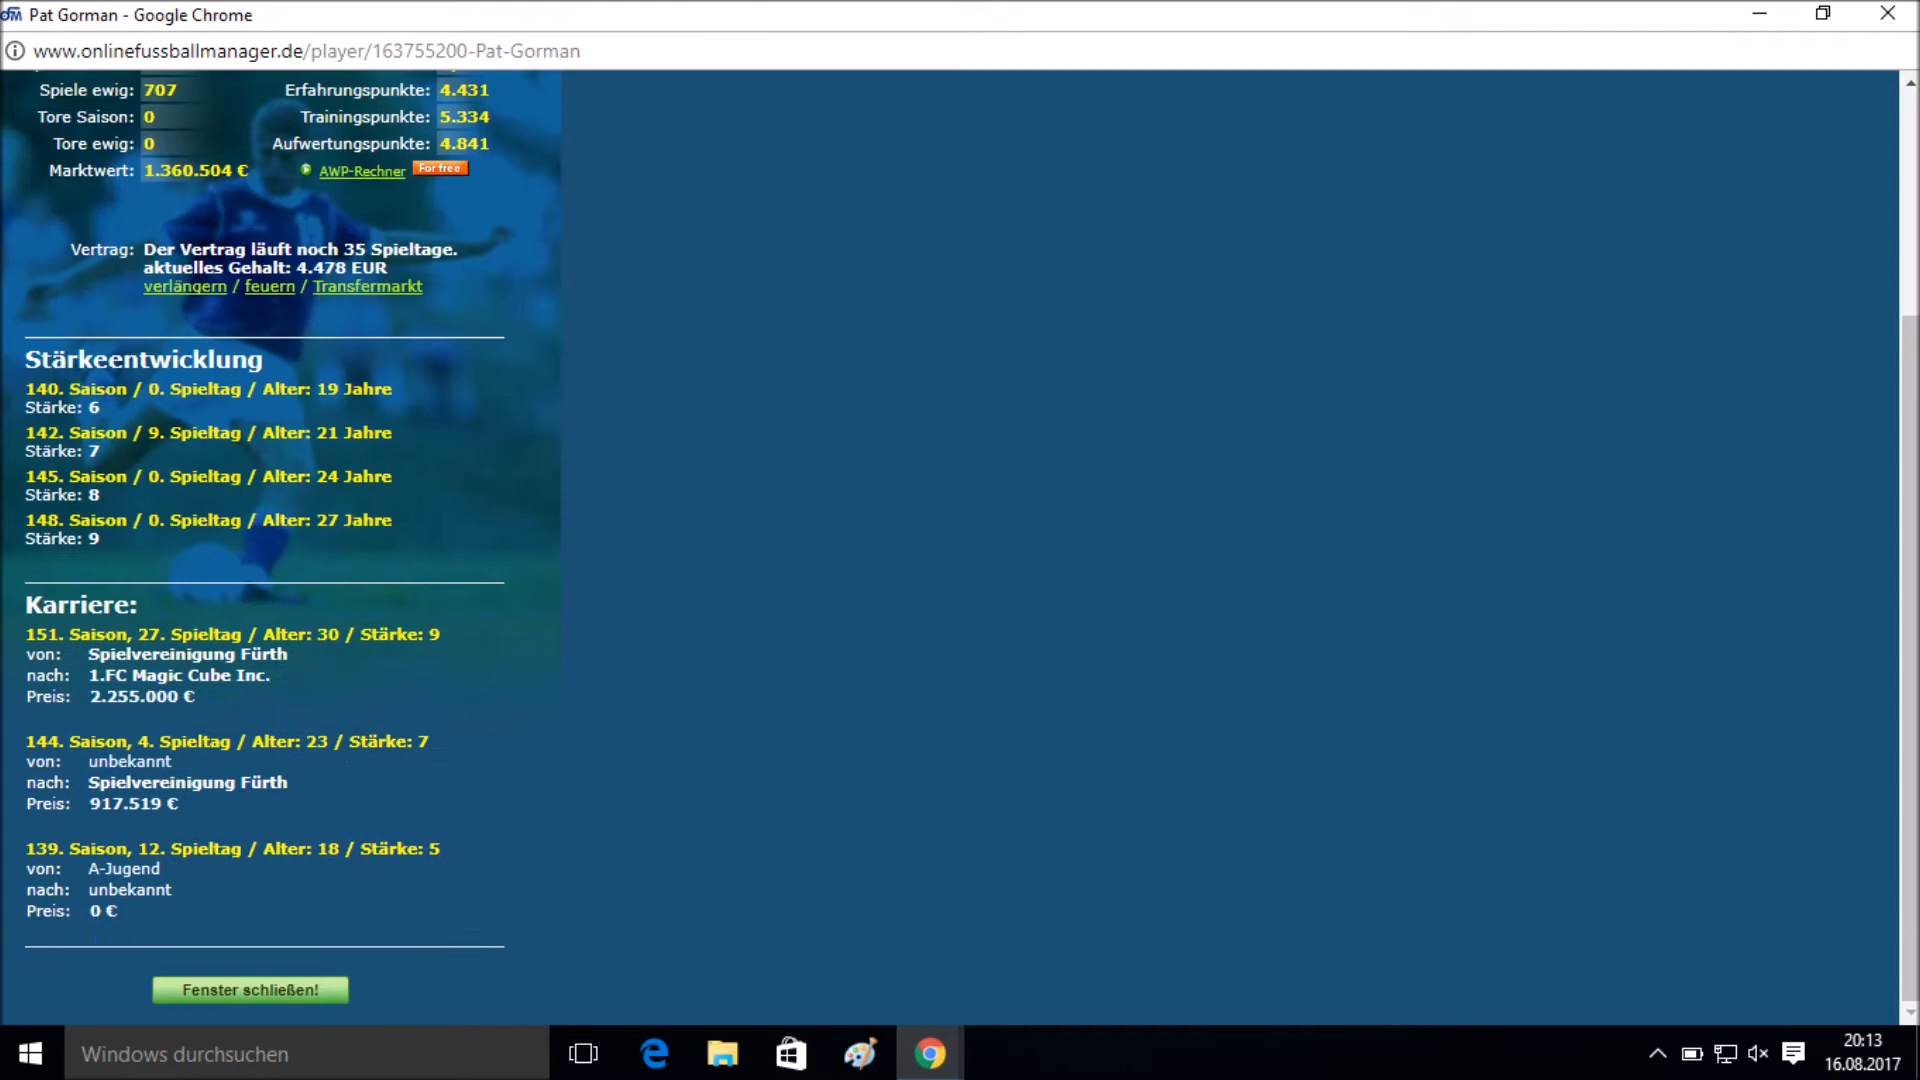 Pat Gorman - Google Chrome
www.onlinefussballmanager.de/player/163755200-Pat-Gorman
Spiele ewig: 707 Erfahrungspunkte: 4.431
Tore Saison: 0 Trainingspunkte: 5.334
Tore ewig: 0 Aufwertungspunkte: 4.841
Marktwert: 1.360.504 € AWP-Rechner For free
Vertrag: Der Vertrag läuft noch 35 Spieltage.
aktuelles Gehalt: 4.478 EUR
verlängern / feuern / Transfermarkt
Stärkeentwicklung
140. Saison / 0. Spieltag / Alter: 19 Jahre
Stärke: 6
142. Saison / 9. Spieltag / Alter: 21 Jahre
Stärke: 7
145. Saison / 0. Spieltag / Alter: 24 Jahre
Stärke: 8
148. Saison / 0. Spieltag / Alter: 27 Jahre
Stärke: 9
Karriere:
151. Saison, 27. Spieltag / Alter: 30 / Stärke: 9
von: Spielvereinigung Fürth
nach: 1.FC Magic Cube Inc.
Preis: 2.255.000 €
144. Saison, 4. Spieltag / Alter: 23 / Stärke: 7
von: unbekannt
nach: Spielvereinigung Fürth
Preis: 917.519 €
139. Saison, 12. Spieltag / Alter: 18 / Stärke: 5
von: A-Jugend
nach: unbekannt
Preis: 0 €
Fenster schließen!
Windows durchsuchen
20:13
16.08.2017